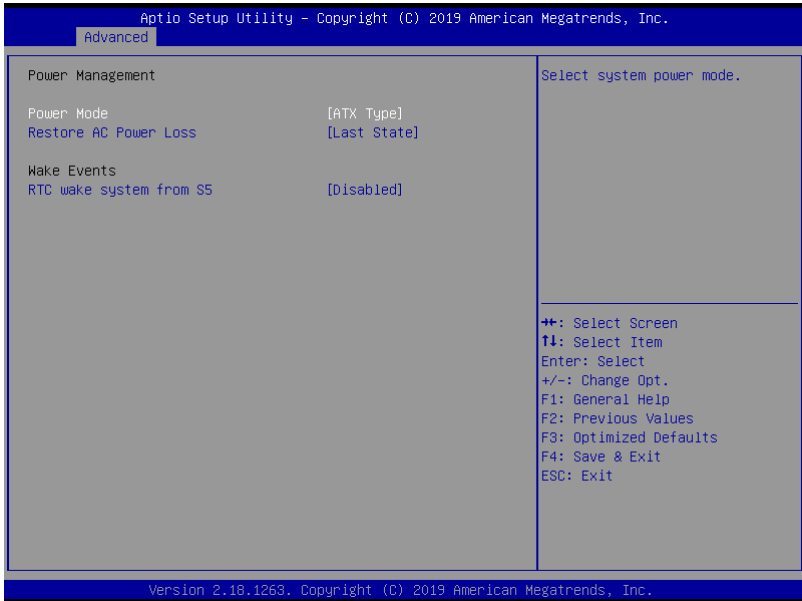 Aptio Setup Utility – Copyright (C) 2019 American Megatrends, Inc.
Advanced
Power Management
Power Mode [ATX Type]
Restore AC Power Loss [Last State]
Wake Events
RTC wake system from S5 [Disabled]
Select system power mode.
→←: Select Screen
↑↓: Select Item
Enter: Select
+/-: Change Opt.
F1: General Help
F2: Previous Values
F3: Optimized Defaults
F4: Save & Exit
ESC: Exit
Version 2.18.1263. Copyright (C) 2019 American Megatrends, Inc.